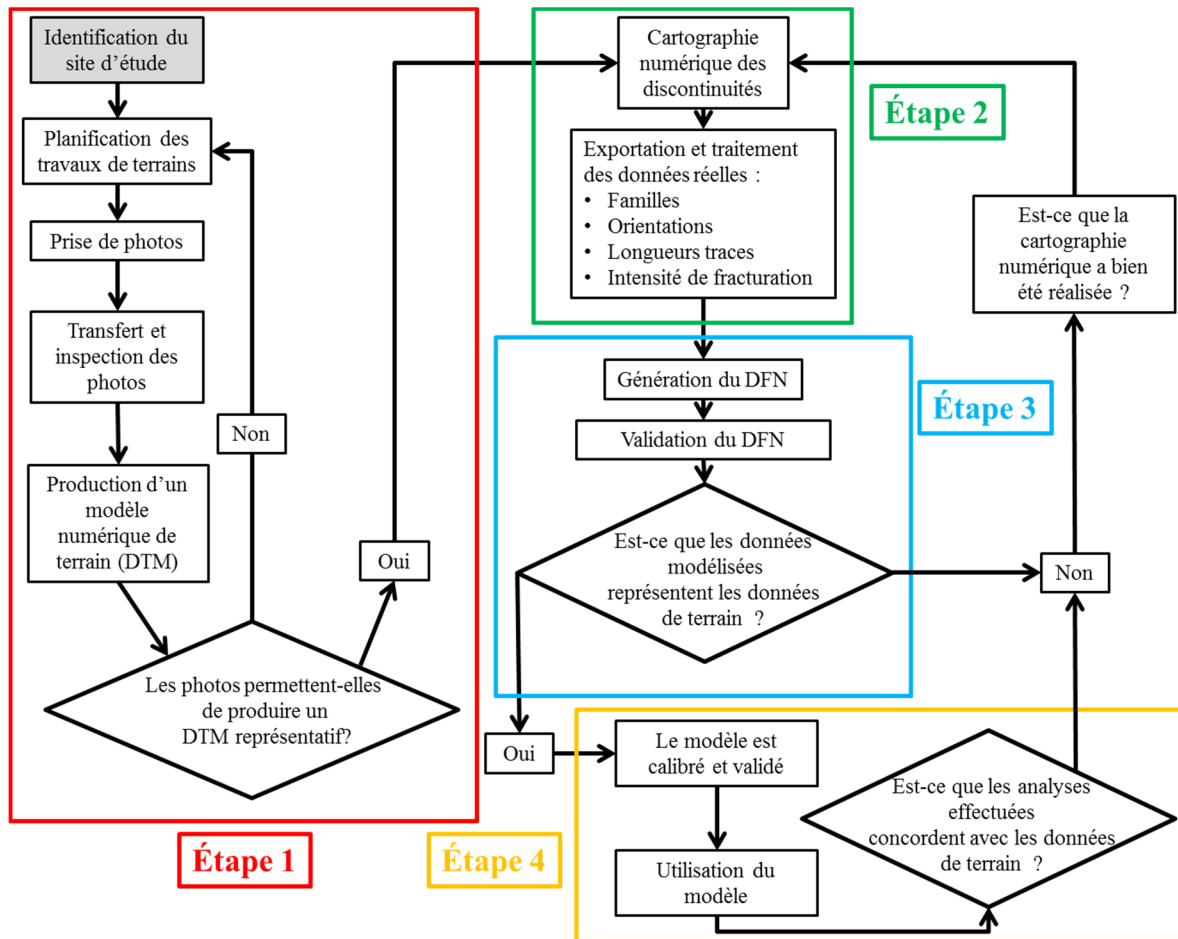 Identification du
site d'étude
Planification des
travaux de terrains
Prise de photos
Transfert et
inspection des
photos
Non
Production d'un
modèle
numérique de
terrain (DTM)
Oui
Les photos permettent-elles
de produire un
DTM représentatif?
Étape 1
Cartographie
numérique des
discontinuités
Étape 2
Exportation et traitement
des données réelles :
• Familles
• Orientations
• Longueurs traces
• Intensité de fracturation
Est-ce que la
cartographie
numérique a bien
été réalisée ?
Génération du DFN
Étape 3
Validation du DFN
Est-ce que les données
modélisées
représentent les données
de terrain ?
Non
Oui
Le modèle est
calibré et validé
Est-ce que les analyses
effectuées
concordent avec les données
de terrain ?
Étape 4
Utilisation du
modèle